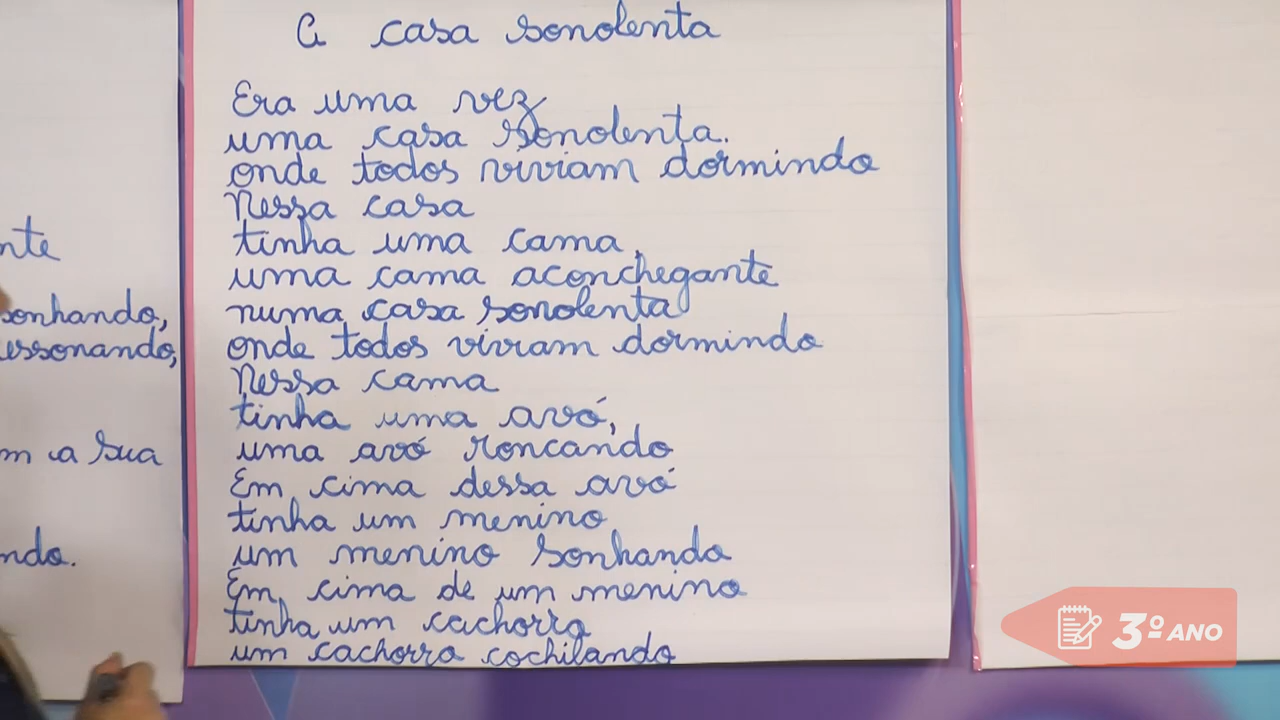 A casa sonolenta
Era uma vez
uma casa sonolenta.
onde todos viviam dormindo
Nessa casa
tinha uma cama,
uma cama aconchegante
numa casa sonolenta
onde todos viviam dormindo
Nessa cama
tinha uma avó,
uma avó roncando
Em cima dessa avó
tinha um menino
um menino sonhando
Em cima de um menino
tinha um cachorro
um cachorro cochilando
nte
sonhando,
essonando,
m a sua
ndo.
3º ANO